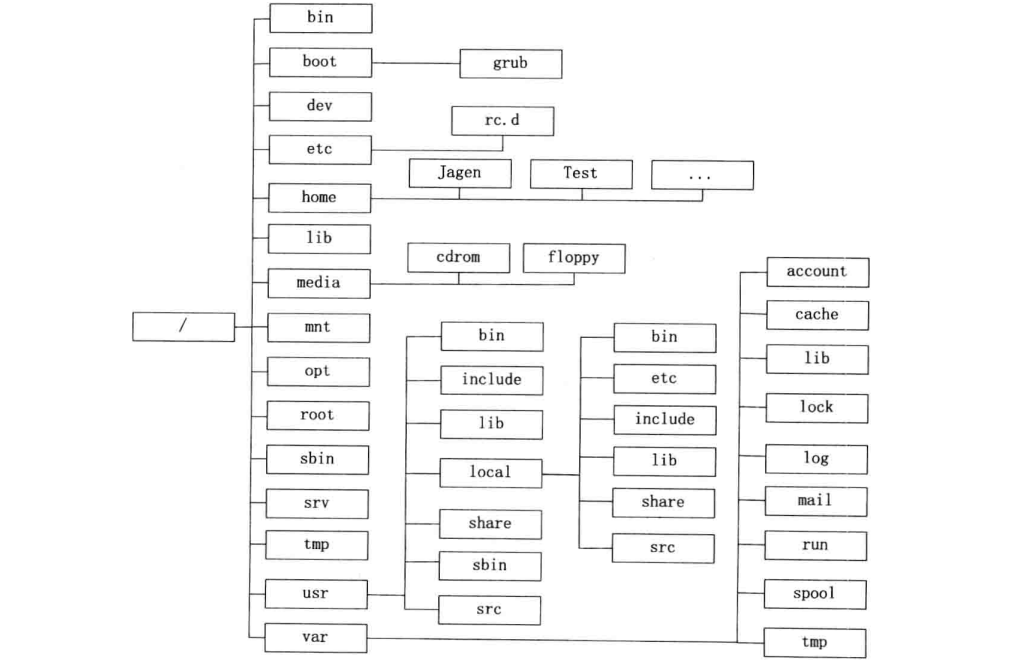 /
bin
boot
grub
dev
rc.d
etc
Jagen
Test
...
home
lib
cdrom
floppy
media
mnt
opt
root
sbin
srv
tmp
usr
var
bin
include
lib
local
share
sbin
src
bin
etc
include
lib
share
src
account
cache
lib
lock
log
mail
run
spool
tmp